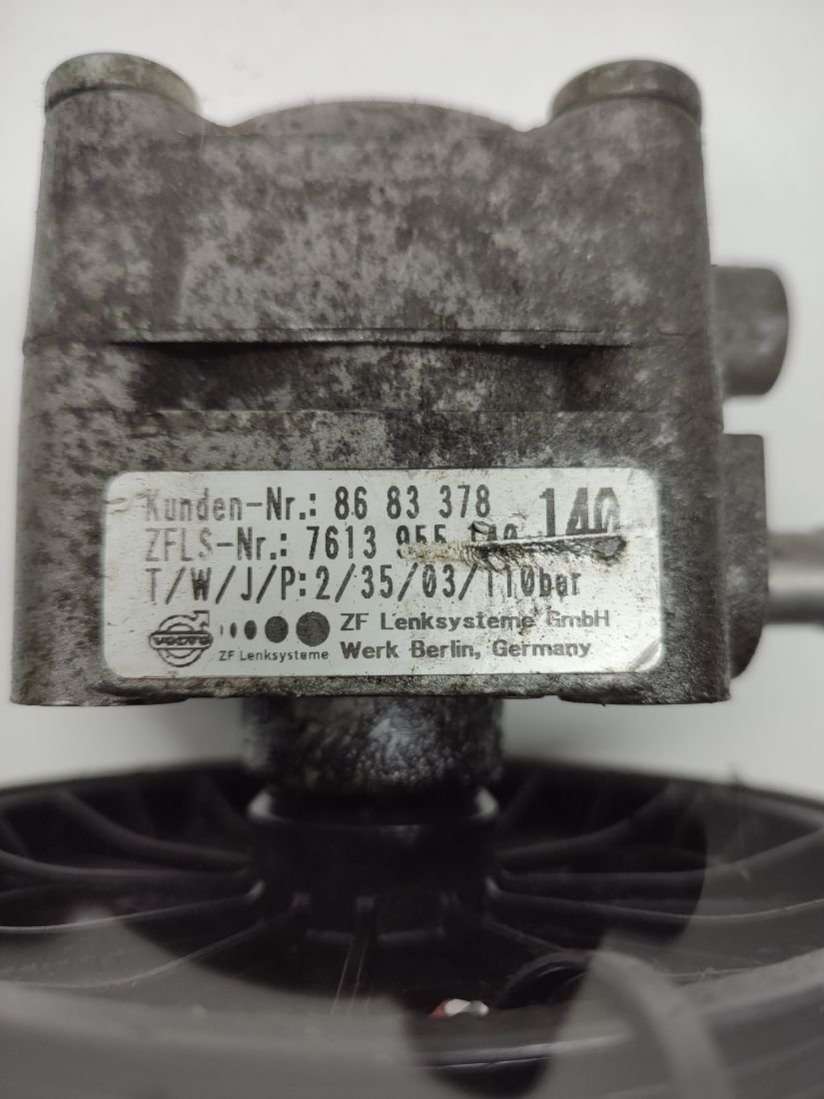 Kunden-Nr.: 86 83 378
140
ZFLS-Nr.: 7613 955 140
T/W/J/P: 2/35/03/110bar
VOLVO
ZF Lenksysteme
ZF Lenksysteme GmbH
Werk Berlin, Germany